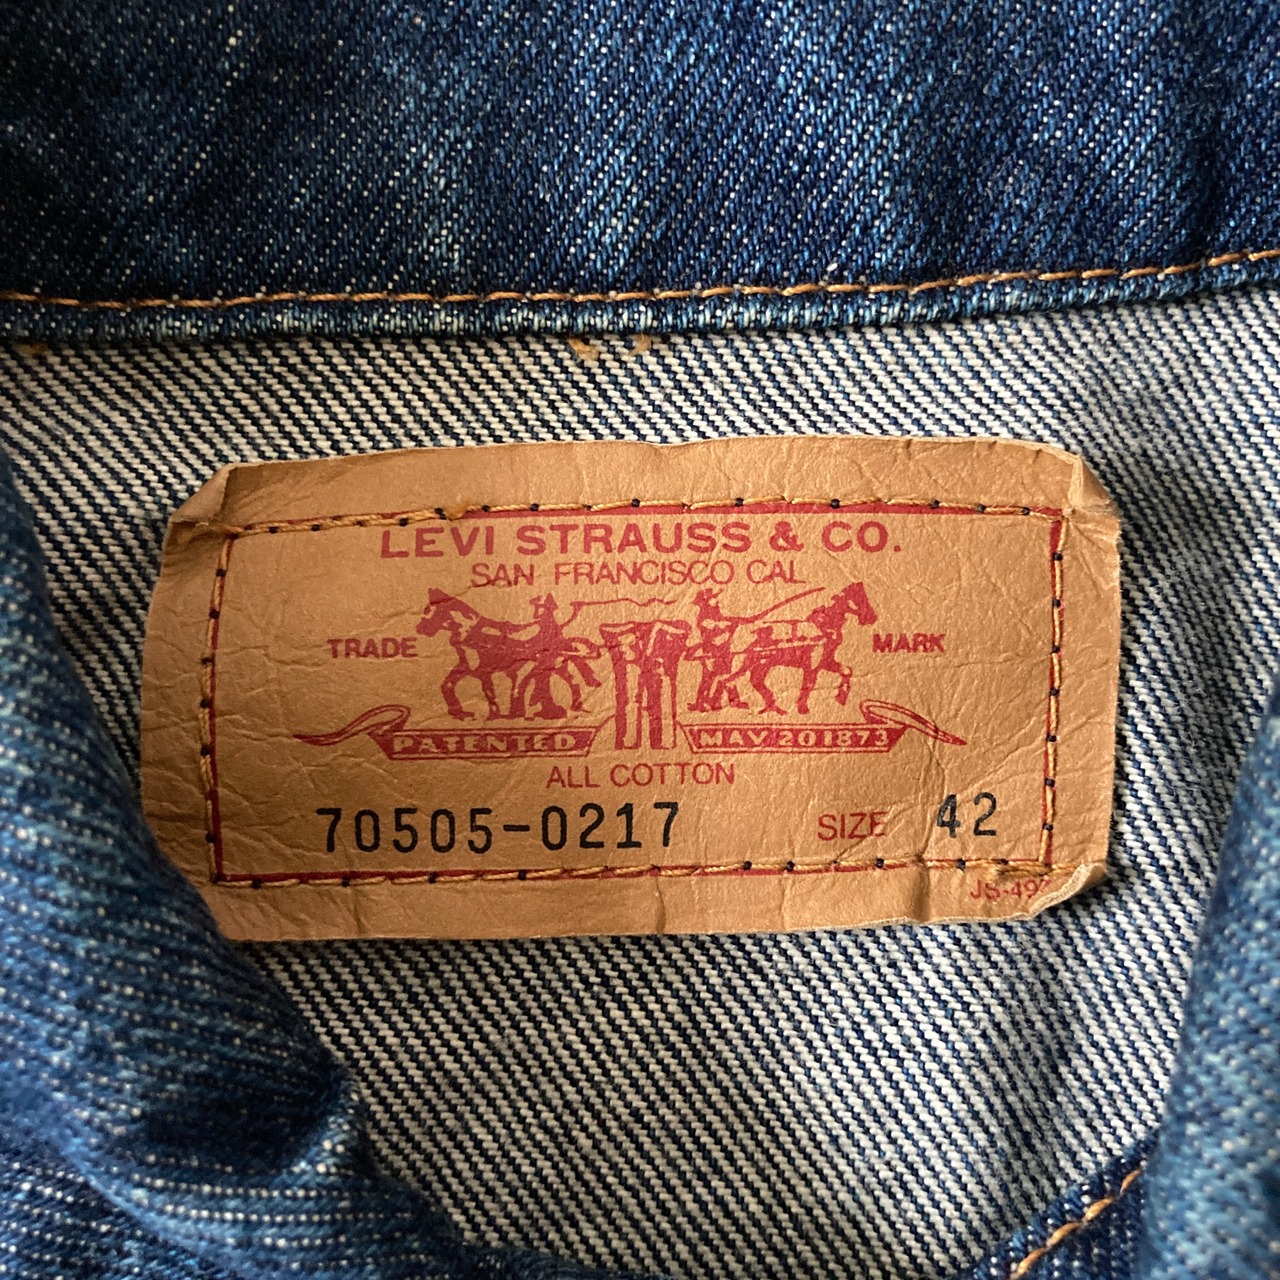 LEVI STRAUSS & CO.
SAN FRANCISCO CAL
TRADE MARK
PATENTED MAY 20 1873
ALL COTTON
70505-0217 SIZE 42